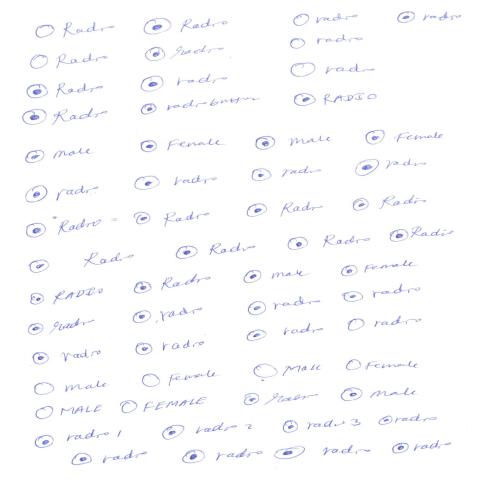 Radio Radio radio radio
Radio Radio radio
Radio radio radio
Radio radio button RADIO
male Female male Female
radio radio radio radio
Radio Radio Radio Radio
Radio Radio Radio Radio
RADIO Radio male Female
Radio radio radio radio
radio radio radio radio
male Female Male Female
MALE FEMALE male
radio 1 radio 2 radio 3 radio
radio radio radio radio